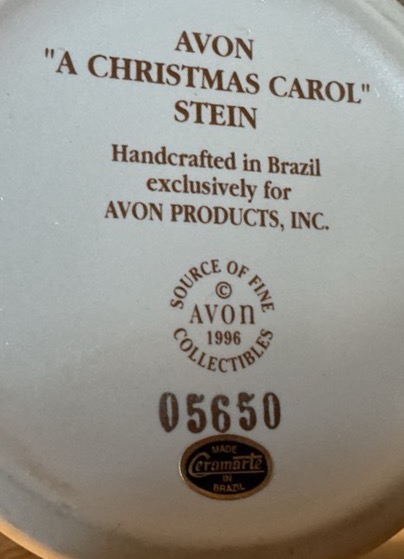 AVON
"A CHRISTMAS CAROL"
STEIN
Handcrafted in Brazil
exclusively for
AVON PRODUCTS, INC.
SOURCE OF FINE
©
AVON
1996
COLLECTIBLES
05650
MADE
Ceramarte
IN
BRAZIL